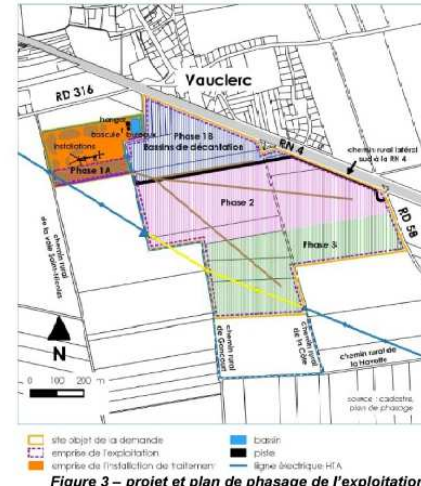 Vauclerc
RD 316
RN 4
hangar
bascule
bureaux
installations
Phase 1A
Phase 1B
Bassins de décantation
chemin rural latéral
sud à la RN 4
Phase 2
RD 58
Phase 3
chemin rural
de la voie Saint-Nicolas
chemin rural
de Goncourt
chemin rural
de la Côte
chemin rural de
la Havotte
N
0 100 200 m
source : cadastre,
plan de phasage
site objet de la demande
emprise de l'exploitation
emprise de l'installation de traitement
bassin
piste
ligne électrique HTA
Figure 3 – projet et plan de phasage de l'exploitation